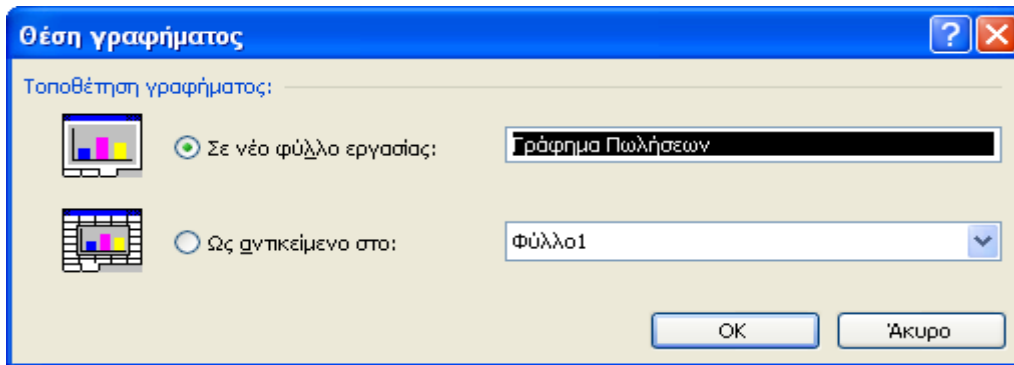 Θέση γραφήματος
Τοποθέτηση γραφήματος:
Σε νέο φύλλο εργασίας: Γράφημα Πωλήσεων
Ως αντικείμενο στο: Φύλλο1
OK Άκυρο